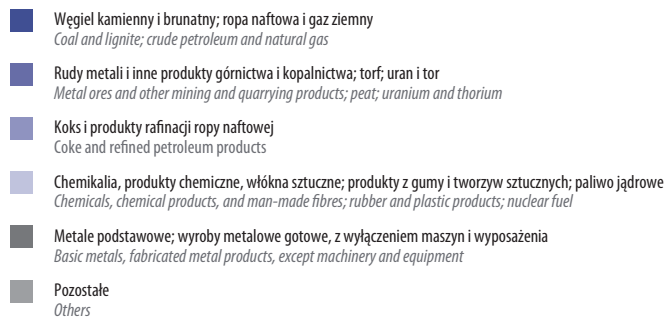 Węgiel kamienny i brunatny; ropa naftowa i gaz ziemny
Coal and lignite; crude petroleum and natural gas
Rudy metali i inne produkty górnictwa i kopalnictwa; torf; uran i tor
Metal ores and other mining and quarrying products; peat; uranium and thorium
Koks i produkty rafinacji ropy naftowej
Coke and refined petroleum products
Chemikalia, produkty chemiczne, włókna sztuczne; produkty z gumy i tworzyw sztucznych; paliwo jądrowe
Chemicals, chemical products, and man-made fibres; rubber and plastic products; nuclear fuel
Metale podstawowe; wyroby metalowe gotowe, z wyłączeniem maszyn i wyposażenia
Basic metals, fabricated metal products, except machinery and equipment
Pozostałe
Others